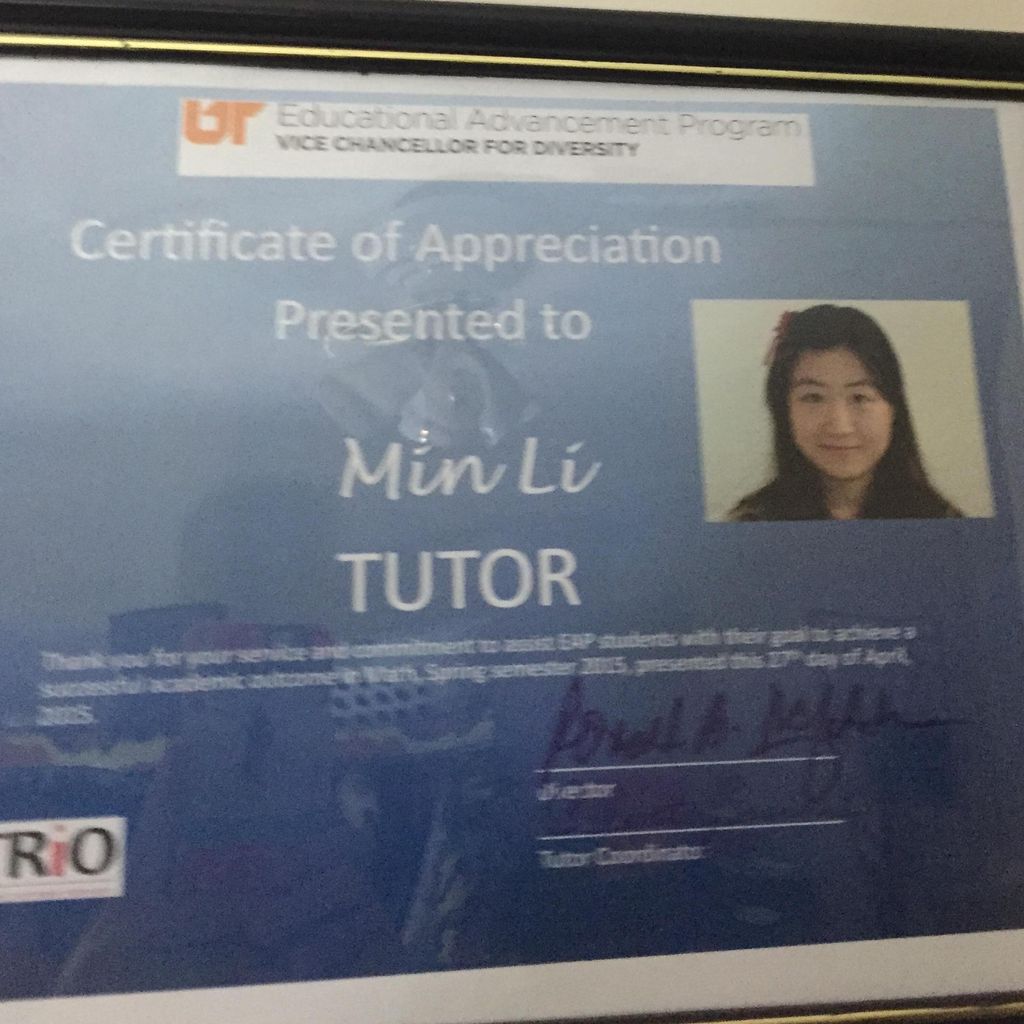 UT Educational Advancement Program
VICE CHANCELLOR FOR DIVERSITY
Certificate of Appreciation
Presented to
Min Li
TUTOR
Thank you for your service and commitment to assist EAP students with their goal to achieve a
successful academic outcome in Math, Spring semester 2015, presented this 27th day of April,
2015.
Director
Tutor Coordinator
TRiO